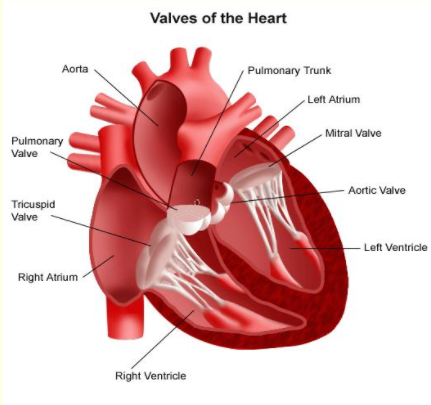 Valves of the Heart
Aorta
Pulmonary Trunk
Left Atrium
Mitral Valve
Pulmonary
Valve
Aortic Valve
Tricuspid
Valve
Left Ventricle
Right Atrium
Right Ventricle